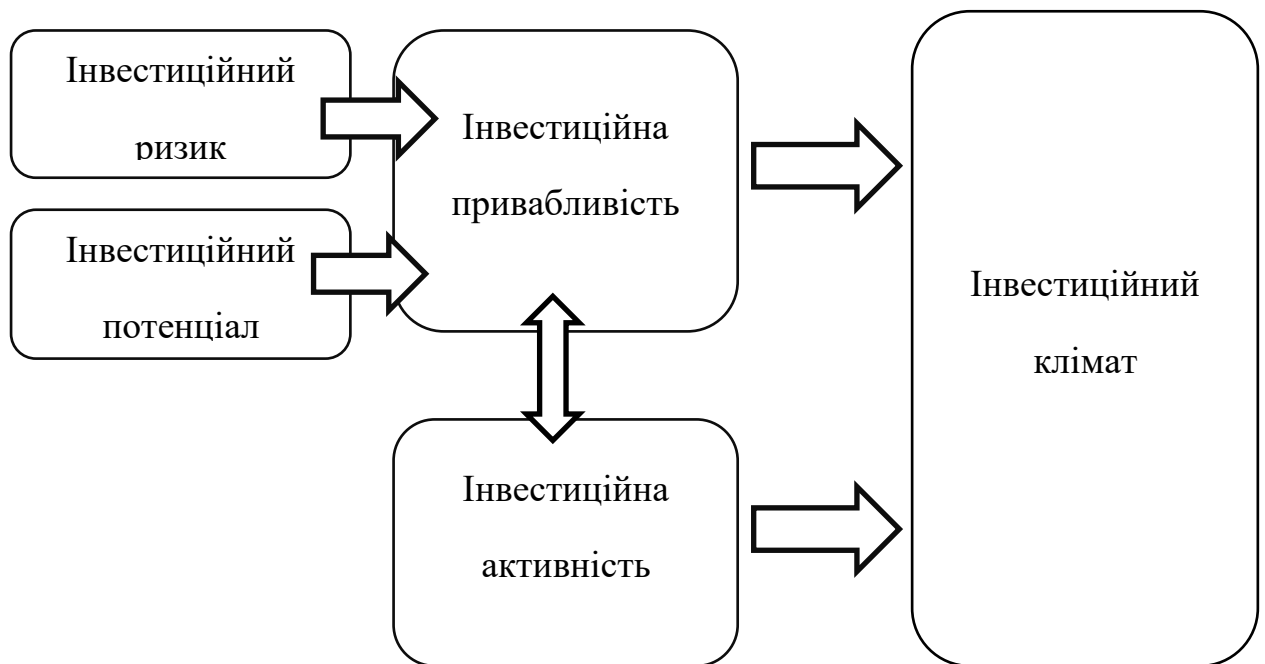 Інвестиційний
ризик
Інвестиційний
потенціал
Інвестиційна
привабливість
Інвестиційна
активність
Інвестиційний
клімат